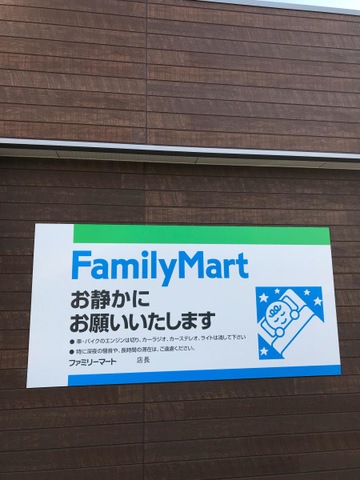 FamilyMart
お静かに
お願いいたします
●車・バイクのエンジンは切り、カーラジオ、カーステレオ、ライトは消して下さい
●特に深夜の騒音や、長時間の滞在は、ご遠慮ください。
ファミリーマート 店長